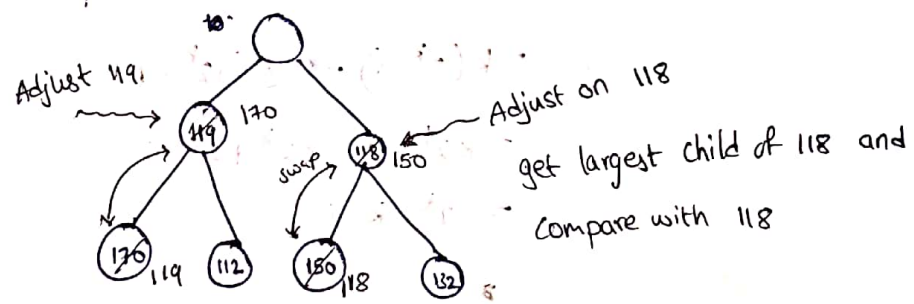 Adjust 119.
119 170
Adjust on 118
118 150
swap
get largest child of 118 and
compare with 118
170 119
112
150 118
132